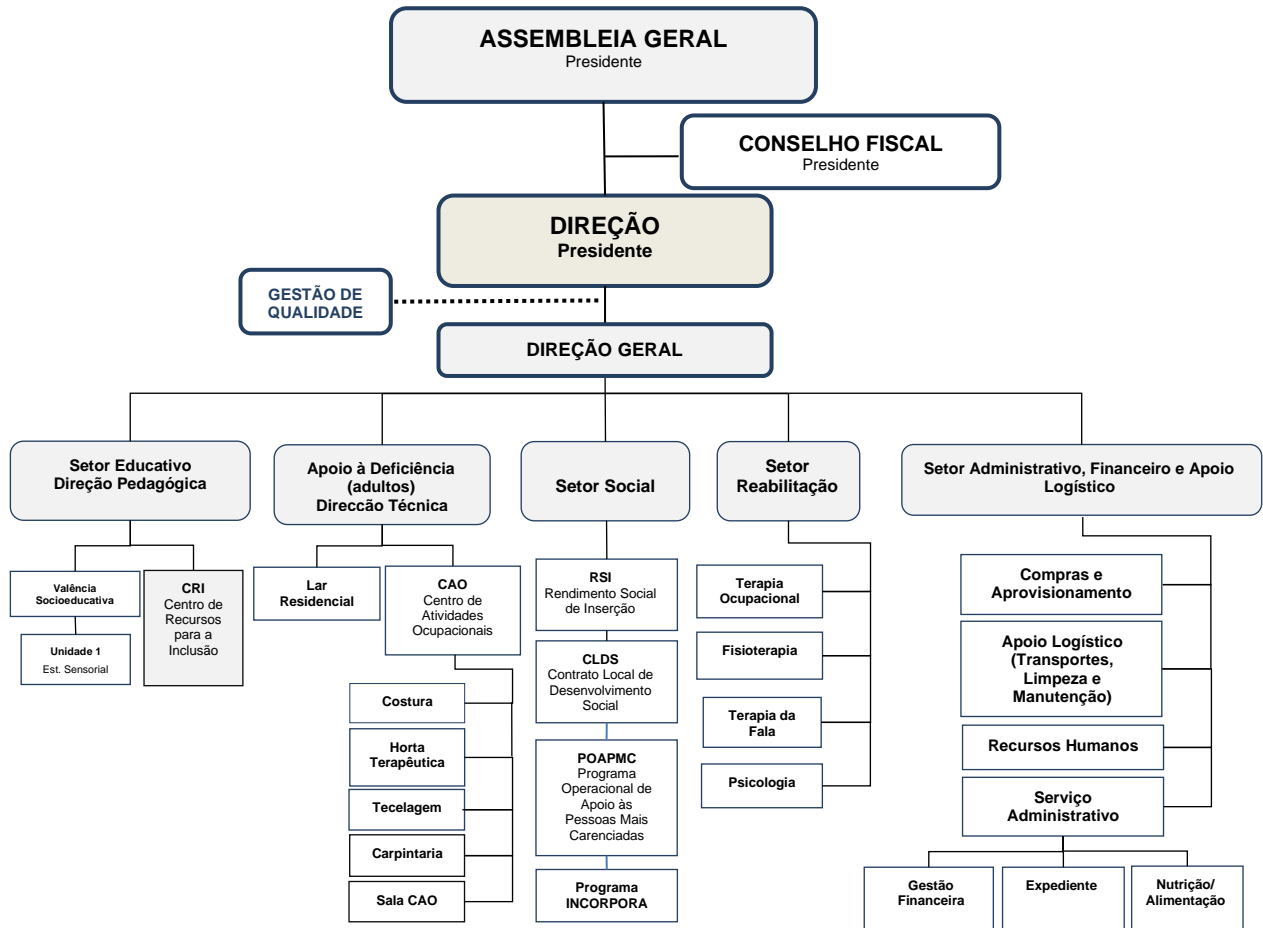 ASSEMBLEIA GERAL
Presidente
CONSELHO FISCAL
Presidente
DIREÇÃO
Presidente
GESTÃO DE
QUALIDADE
DIREÇÃO GERAL
Setor Educativo
Direção Pedagógica
Apoio à Deficiência
(adultos)
Direccão Técnica
Setor Social
Setor
Reabilitação
Setor Administrativo, Financeiro e Apoio
Logístico
Valência
Socioeducativa
Unidade 1
Est. Sensorial
CRI
Centro de
Recursos
para a
Inclusão
Lar
Residencial
CAO
Centro de
Atividades
Ocupacionais
Costura
Horta
Terapêutica
Tecelagem
Carpintaria
Sala CAO
RSI
Rendimento Social
de Inserção
CLDS
Contrato Local de
Desenvolvimento
Social
POAPMC
Programa
Operacional de
Apoio às
Pessoas Mais
Carenciadas
Programa
INCORPORA
Terapia
Ocupacional
Fisioterapia
Terapia da
Fala
Psicologia
Compras e
Aprovisionamento
Apoio Logístico
(Transportes,
Limpeza e
Manutenção)
Recursos Humanos
Serviço
Administrativo
Gestão
Financeira
Expediente
Nutrição/
Alimentação